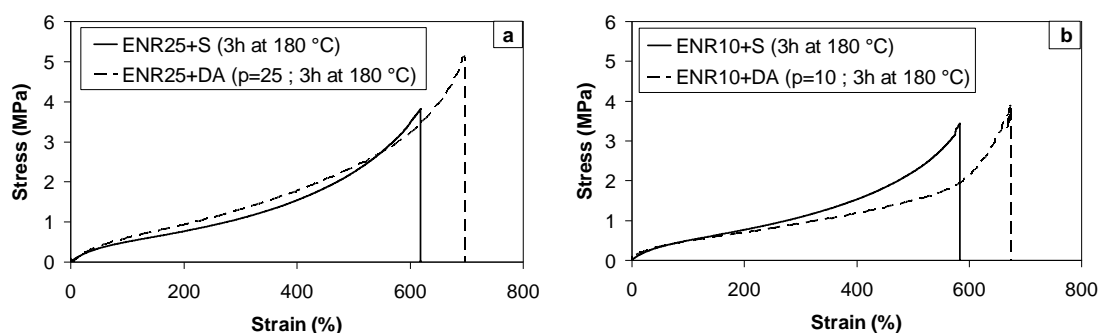 a
ENR25+S (3h at 180 °C)
ENR25+DA (p=25 ; 3h at 180 °C)
Stress (MPa)
6
5
4
3
2
1
0
0 200 400 600 800
Strain (%)
b
ENR10+S (3h at 180 °C)
ENR10+DA (p=10 ; 3h at 180 °C)
Stress (MPa)
6
5
4
3
2
1
0
0 200 400 600 800
Strain (%)